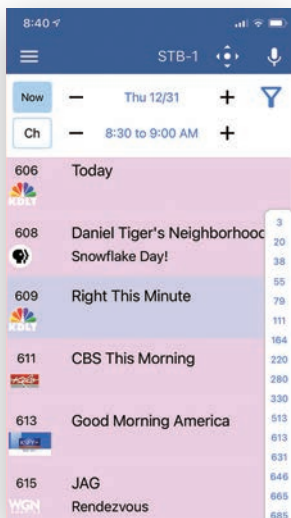 8:40
STB-1
Now
Thu 12/31
Ch
8:30 to 9:00 AM
606
Today
KDLT
608
Daniel Tiger's Neighborhood
Snowflake Day!
609
Right This Minute
KDLT
611
CBS This Morning
613
Good Morning America
615
JAG
WGN
Rendezvous
3
20
38
55
79
111
164
220
280
330
513
613
631
646
665
685